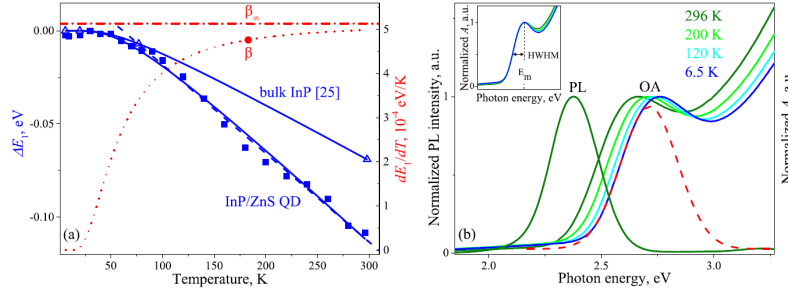 (a)
β∞
β
bulk InP [25]
InP/ZnS QD
ΔE₁, eV
0.00
-0.05
-0.10
0
50
100
150
200
250
300
Temperature, K
0
1
2
3
4
5
dE₁/dT, 10⁻⁴ eV/K
Normalized A, a.u.
1
0
HWHM
Eₘ
Photon energy, eV
296 K
200 K
120 K
6.5 K
PL
OA
Normalized PL intensity, a.u.
1
0
(b)
2.0
2.5
3.0
Photon energy, eV
Normalized A, a.u.